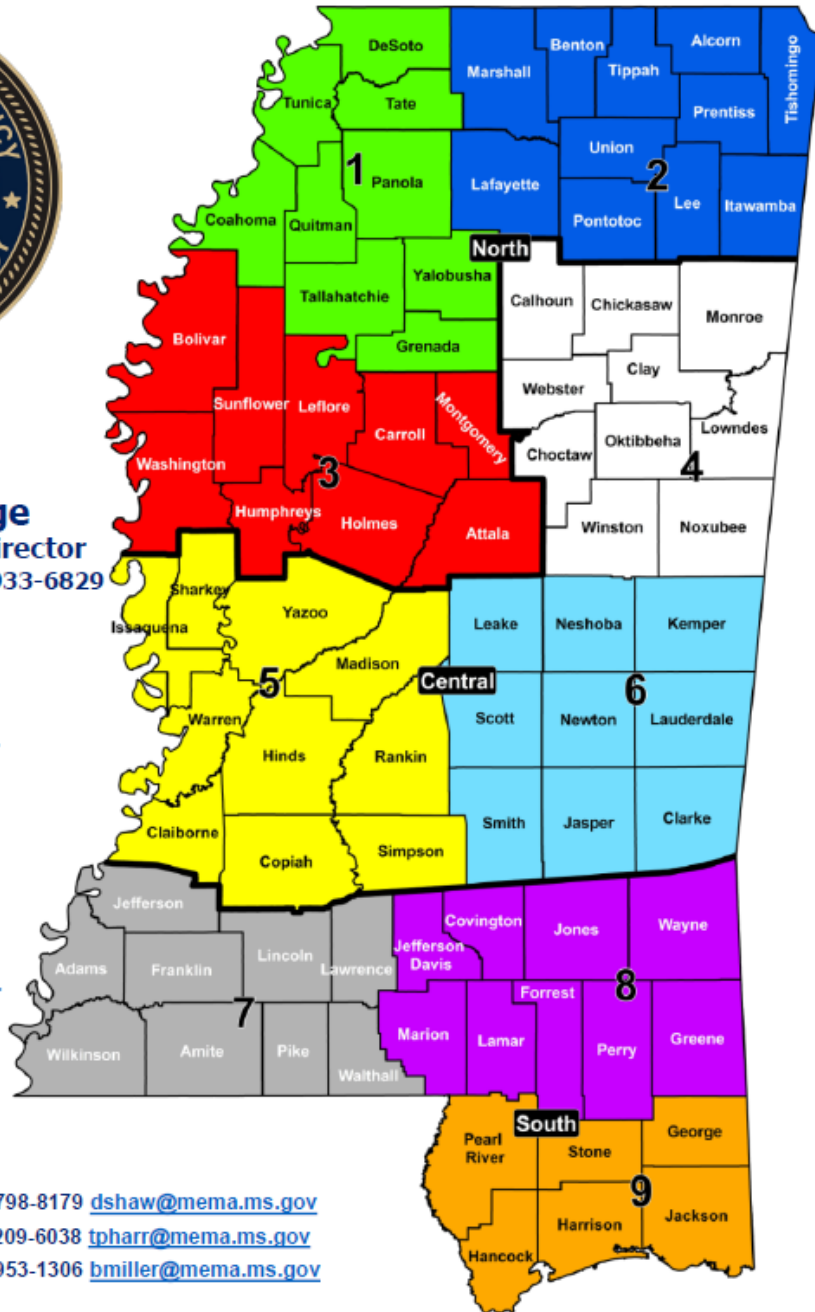 CY
DeSoto
Benton
Alcorn
Marshall
Tippah
Tishomingo
Tunica
Tate
Prentiss
Union
1
Panola
Lafayette
2
Lee
Itawamba
Coahoma
Quitman
Pontotoc
North
Tallahatchie
Yalobusha
Calhoun
Chickasaw
Monroe
Bolivar
Grenada
Clay
Webster
Sunflower
Leflore
Montgomery
Carroll
Lowndes
Oktibbeha
Choctaw
Washington
3
4
Humphreys
Holmes
Attala
Winston
Noxubee
ge
irector
933-6829
Sharkey
Yazoo
Issaquena
Leake
Neshoba
Kemper
Madison
5
Central
6
Warren
Scott
Newton
Lauderdale
Hinds
Rankin
Claiborne
Smith
Jasper
Clarke
Copiah
Simpson
Jefferson
Covington
Jones
Wayne
Lincoln
Jefferson
Davis
Adams
Franklin
Lawrence
8
Forrest
7
Marion
Lamar
Perry
Greene
Wilkinson
Amite
Pike
Walthall
South
Pearl
River
Stone
George
9
Harrison
Jackson
Hancock
798-8179 dshaw@mema.ms.gov
209-6038 tpharr@mema.ms.gov
953-1306 bmiller@mema.ms.gov